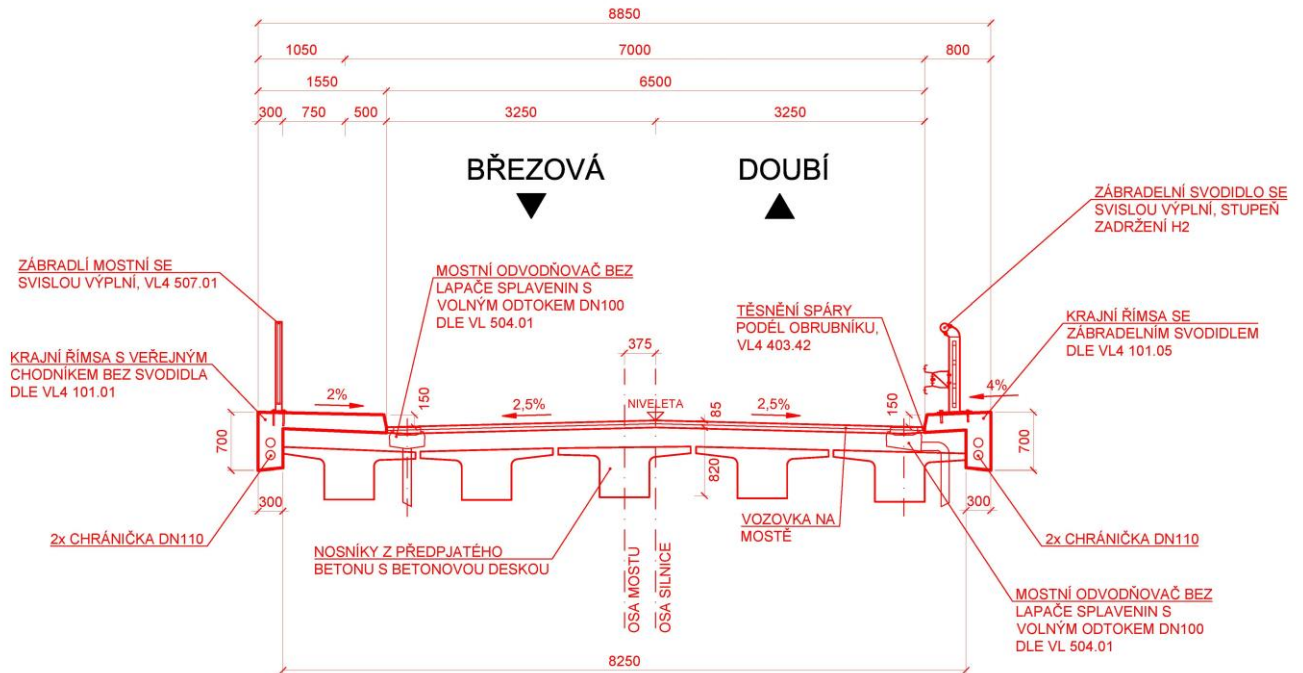 8850
1050
7000
800
1550
6500
300
750
500
3250
3250
BŘEZOVÁ
DOUBÍ
ZÁBRADELNÍ SVODIDLO SE
SVISLOU VÝPLNÍ, STUPEŇ
ZADRŽENÍ H2
ZÁBRADLÍ MOSTNÍ SE
SVISLOU VÝPLNÍ, VL4 507.01
MOSTNÍ ODVODŇOVAČ BEZ
LAPAČE SPLAVENIN S
VOLNÝM ODTOKEM DN100
DLE VL 504.01
TĚSNĚNÍ SPÁRY
PODÉL OBRUBNÍKU,
VL4 403.42
KRAJNÍ ŘÍMSA SE
ZÁBRADELNÍM SVODIDLEM
DLE VL4 101.05
KRAJNÍ ŘÍMSA S VEŘEJNÝM
CHODNÍKEM BEZ SVODIDLA
DLE VL4 101.01
375
2%
150
2,5%
NIVELETA
85
2,5%
150
4%
700
820
700
300
300
2x CHRÁNIČKA DN110
NOSNÍKY Z PŘEDPJATÉHO
BETONU S BETONOVOU DESKOU
VOZOVKA NA
MOSTĚ
2x CHRÁNIČKA DN110
OSA MOSTU
OSA SILNICE
MOSTNÍ ODVODŇOVAČ BEZ
LAPAČE SPLAVENIN S
VOLNÝM ODTOKEM DN100
DLE VL 504.01
8250